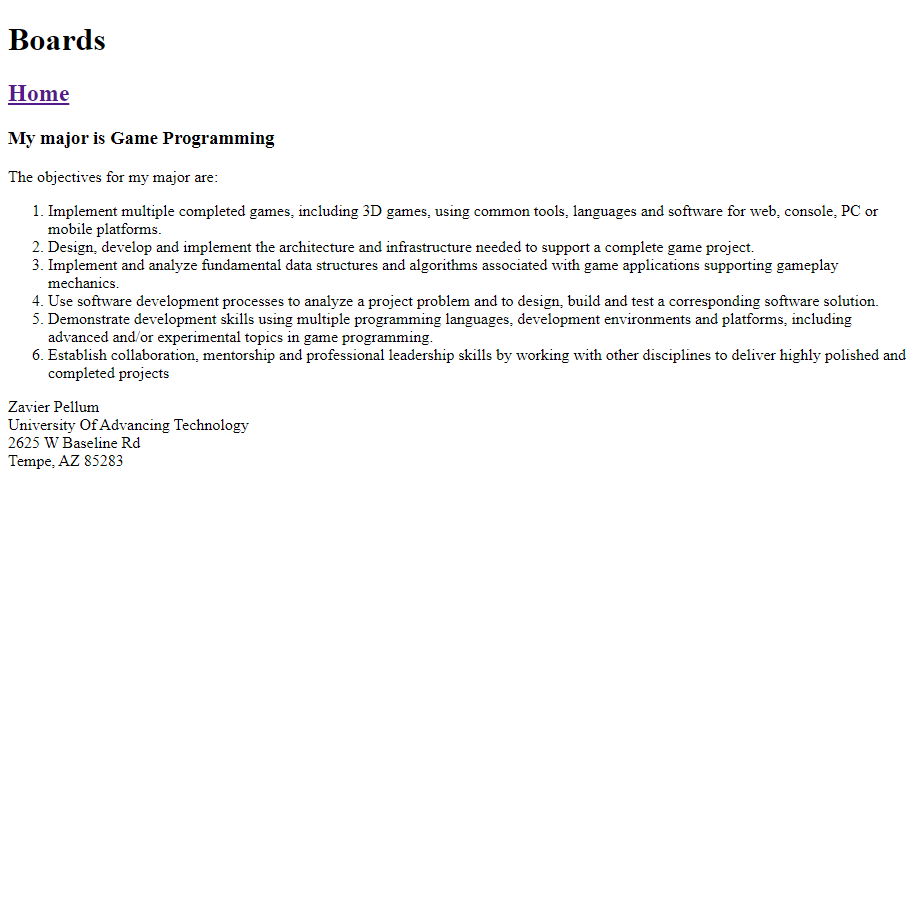 Boards
Home
My major is Game Programming
The objectives for my major are:
1. Implement multiple completed games, including 3D games, using common tools, languages and software for web, console, PC or
mobile platforms.
2. Design, develop and implement the architecture and infrastructure needed to support a complete game project.
3. Implement and analyze fundamental data structures and algorithms associated with game applications supporting gameplay
mechanics.
4. Use software development processes to analyze a project problem and to design, build and test a corresponding software solution.
5. Demonstrate development skills using multiple programming languages, development environments and platforms, including
advanced and/or experimental topics in game programming.
6. Establish collaboration, mentorship and professional leadership skills by working with other disciplines to deliver highly polished and
completed projects
Zavier Pellum
University Of Advancing Technology
2625 W Baseline Rd
Tempe, AZ 85283